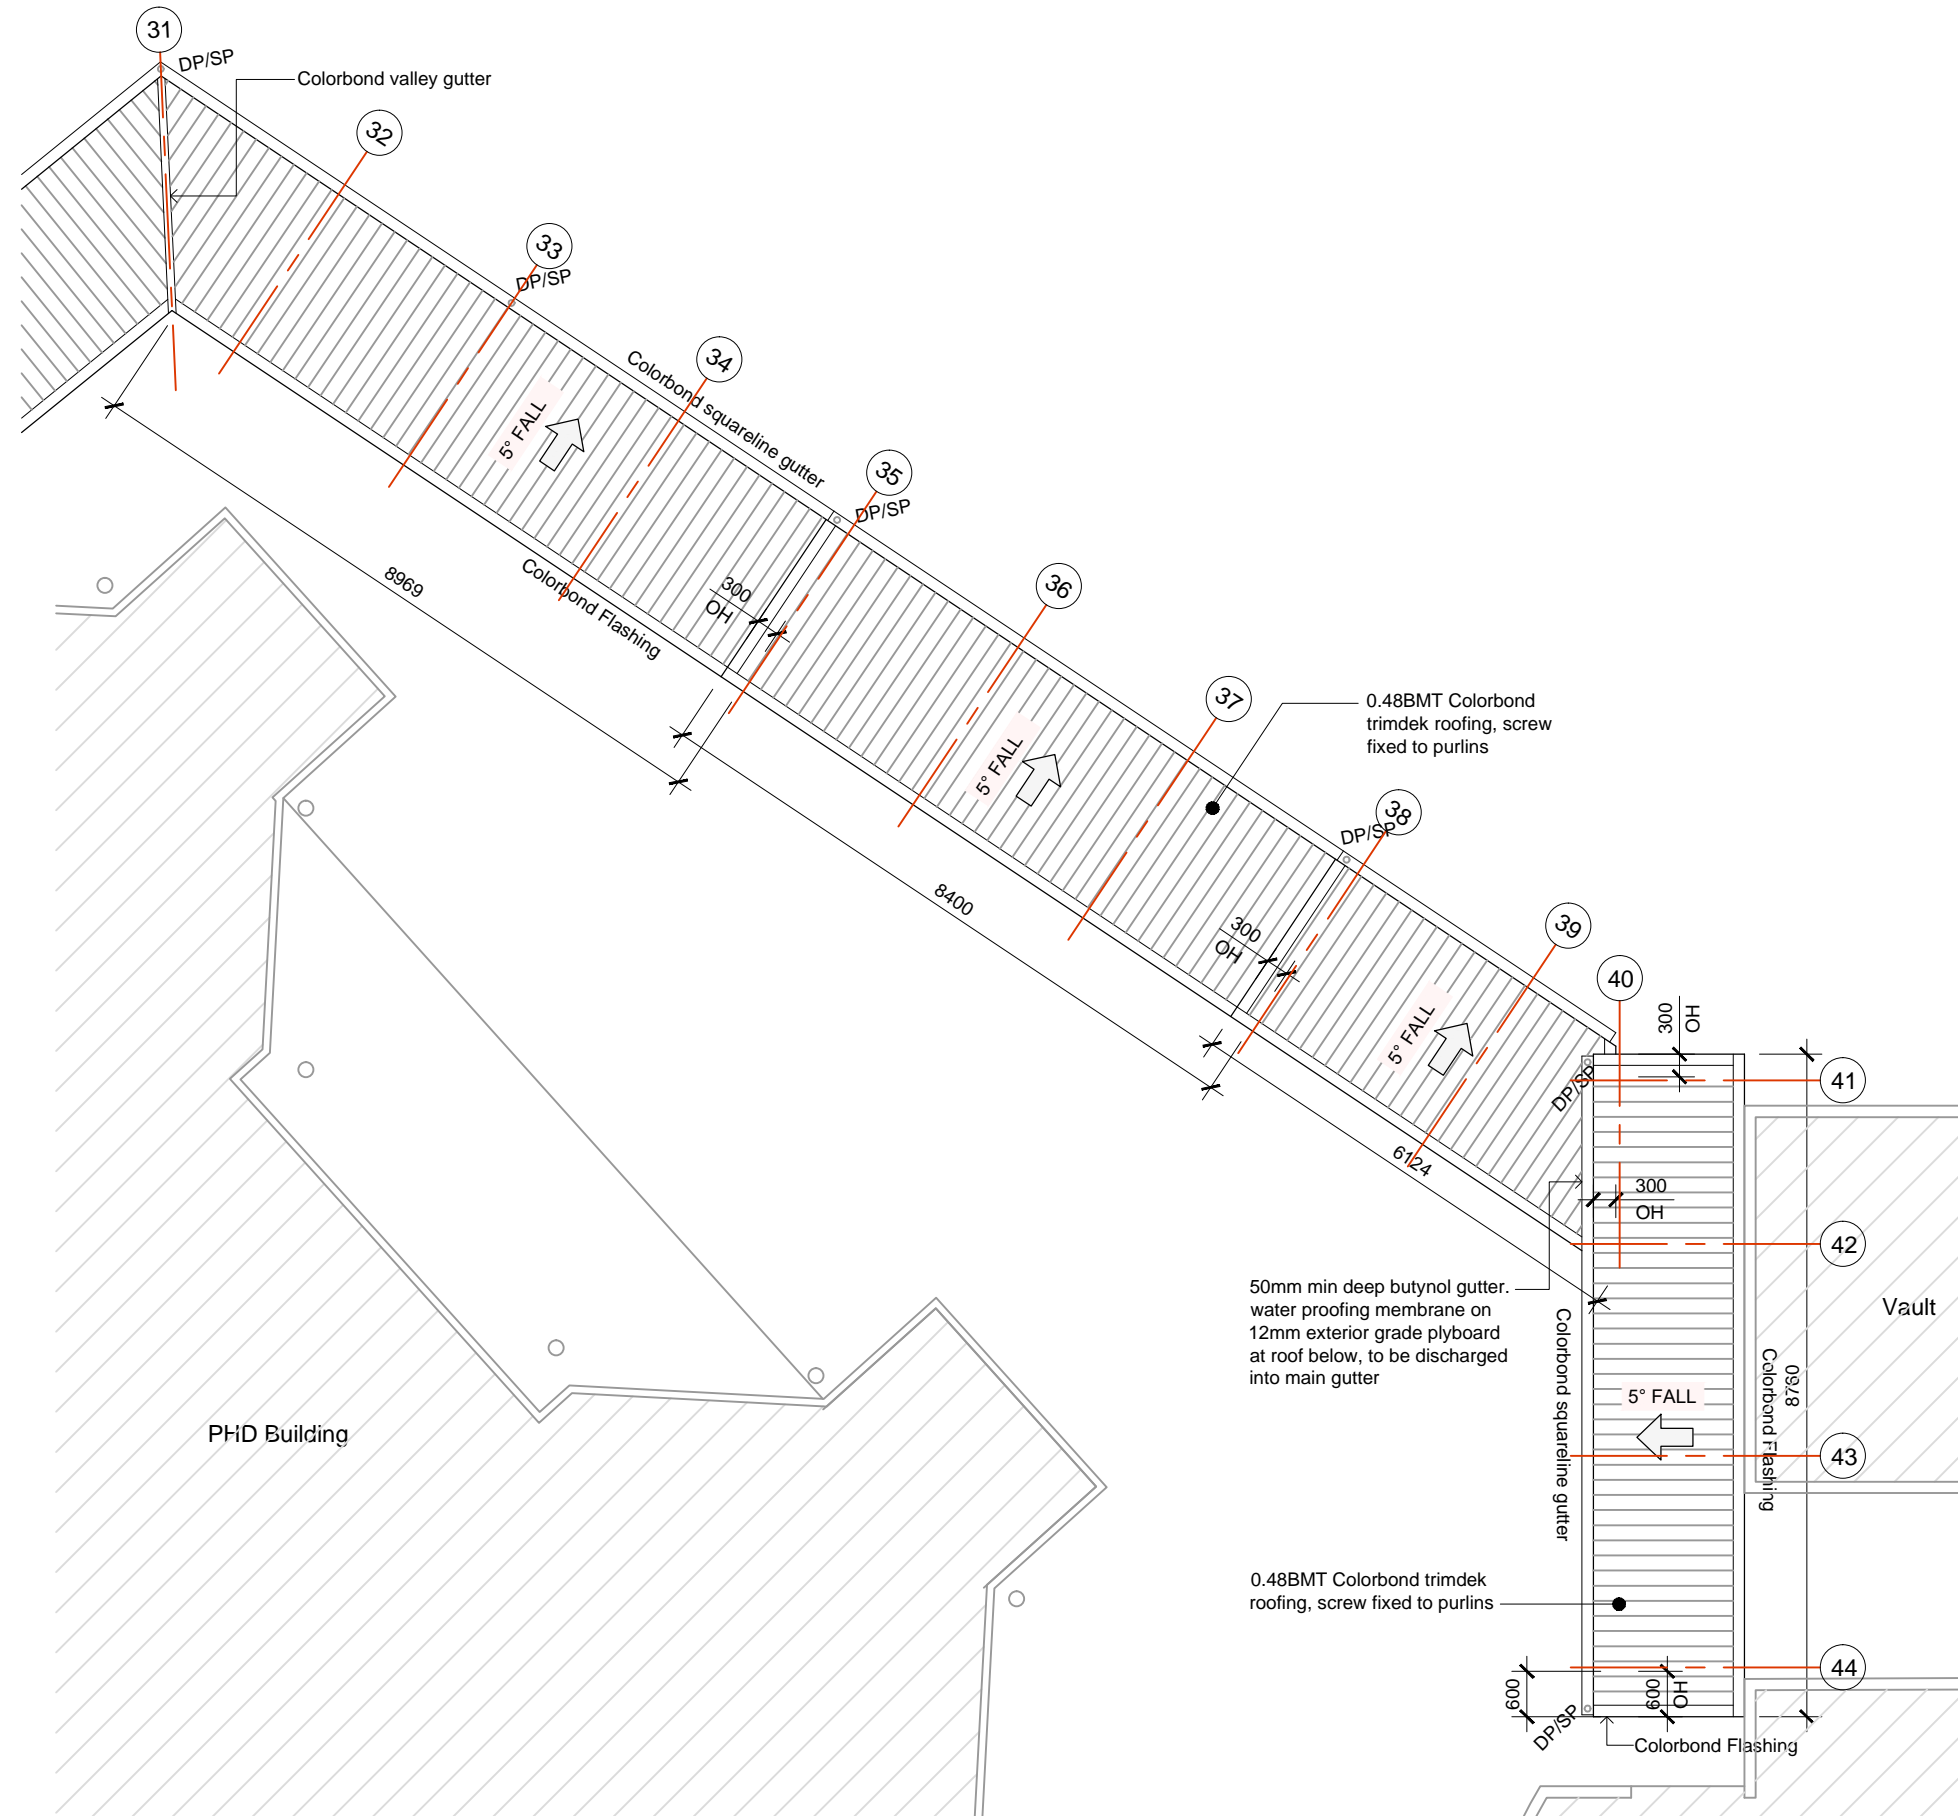 31
DP/SP
Colorbond valley gutter
32
33
DP/SP
34
Colorbond squareline gutter
5° FALL
35
DP/SP
8969
Colorbond Flashing
300
OH
36
37
0.48BMT Colorbond
trimdek roofing, screw
fixed to purlins
5° FALL
38
DP/SP
8400
300
OH
39
40
300
OH
5° FALL
41
DP/SP
6124
300
OH
42
50mm min deep butynol gutter.
water proofing membrane on
12mm exterior grade plyboard
at roof below, to be discharged
into main gutter
Vault
Colorbond squareline gutter
5° FALL
Colorbond Flashing
8760
PHD Building
43
0.48BMT Colorbond trimdek
roofing, screw fixed to purlins
44
600
600
OH
DP/SP
Colorbond Flashing